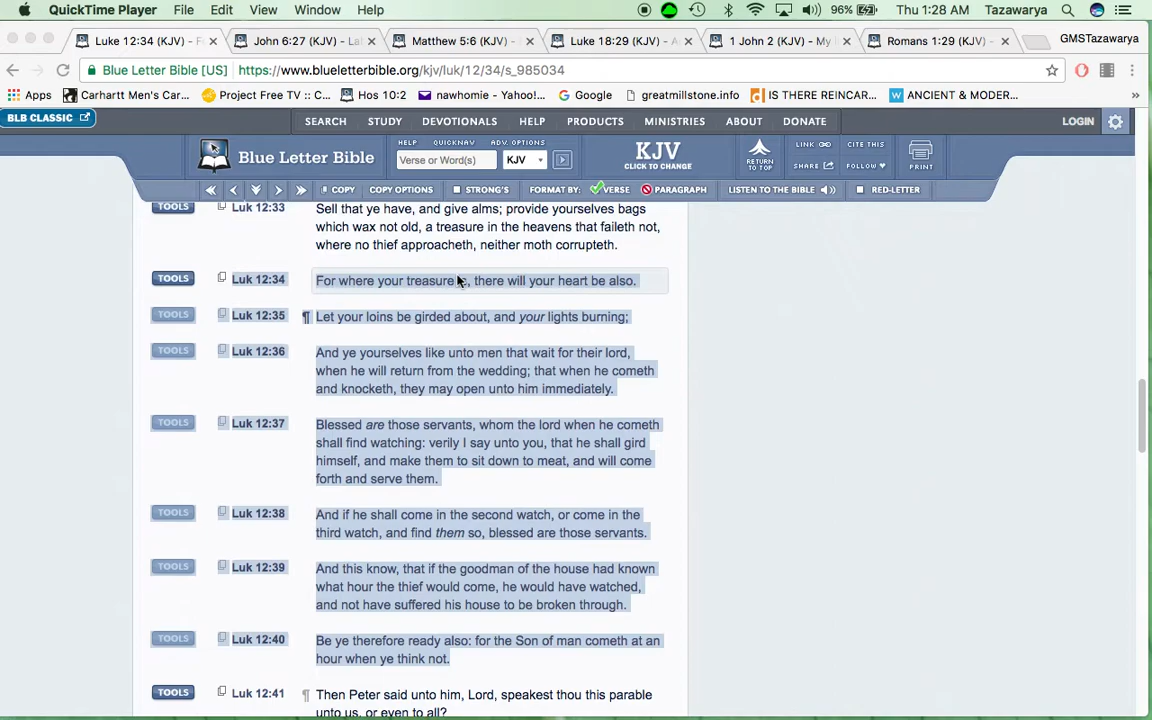 QuickTime Player File Edit View Window Help 96% Thu 1:28 AM Tazawarya
Luke 12:34 (KJV) - F John 6:27 (KJV) - La Matthew 5:6 (KJV) - Luke 18:29 (KJV) - A 1 John 2 (KJV) - My Romans 1:29 (KJV) - GMSTazawarya
Blue Letter Bible [US] https://www.blueletterbible.org/kjv/luk/12/34/s_985034
Apps Carhartt Men's Car... Project Free TV :: C... Hos 10:2 nawhomie - Yahoo!... Google greatmillstone.info IS THERE REINCAR... ANCIENT & MODER... »
BLB CLASSIC
SEARCH STUDY DEVOTIONALS HELP PRODUCTS MINISTRIES ABOUT DONATE LOGIN
HELP QUICKNAV ADV. OPTIONS
Blue Letter Bible Verse or Word(s) KJV KJV CLICK TO CHANGE RETURN TO TOP LINK CITE THIS SHARE FOLLOW PRINT
COPY COPY OPTIONS STRONG'S FORMAT BY: VERSE PARAGRAPH LISTEN TO THE BIBLE RED-LETTER
TOOLS Luk 12:33 Sell that ye have, and give alms; provide yourselves bags
which wax not old, a treasure in the heavens that faileth not,
where no thief approacheth, neither moth corrupteth.
TOOLS Luk 12:34 For where your treasure is, there will your heart be also.
TOOLS Luk 12:35 ¶ Let your loins be girded about, and your lights burning;
TOOLS Luk 12:36 And ye yourselves like unto men that wait for their lord,
when he will return from the wedding; that when he cometh
and knocketh, they may open unto him immediately.
TOOLS Luk 12:37 Blessed are those servants, whom the lord when he cometh
shall find watching: verily I say unto you, that he shall gird
himself, and make them to sit down to meat, and will come
forth and serve them.
TOOLS Luk 12:38 And if he shall come in the second watch, or come in the
third watch, and find them so, blessed are those servants.
TOOLS Luk 12:39 And this know, that if the goodman of the house had known
what hour the thief would come, he would have watched,
and not have suffered his house to be broken through.
TOOLS Luk 12:40 Be ye therefore ready also: for the Son of man cometh at an
hour when ye think not.
TOOLS Luk 12:41 ¶ Then Peter said unto him, Lord, speakest thou this parable
unto us, or even to all?